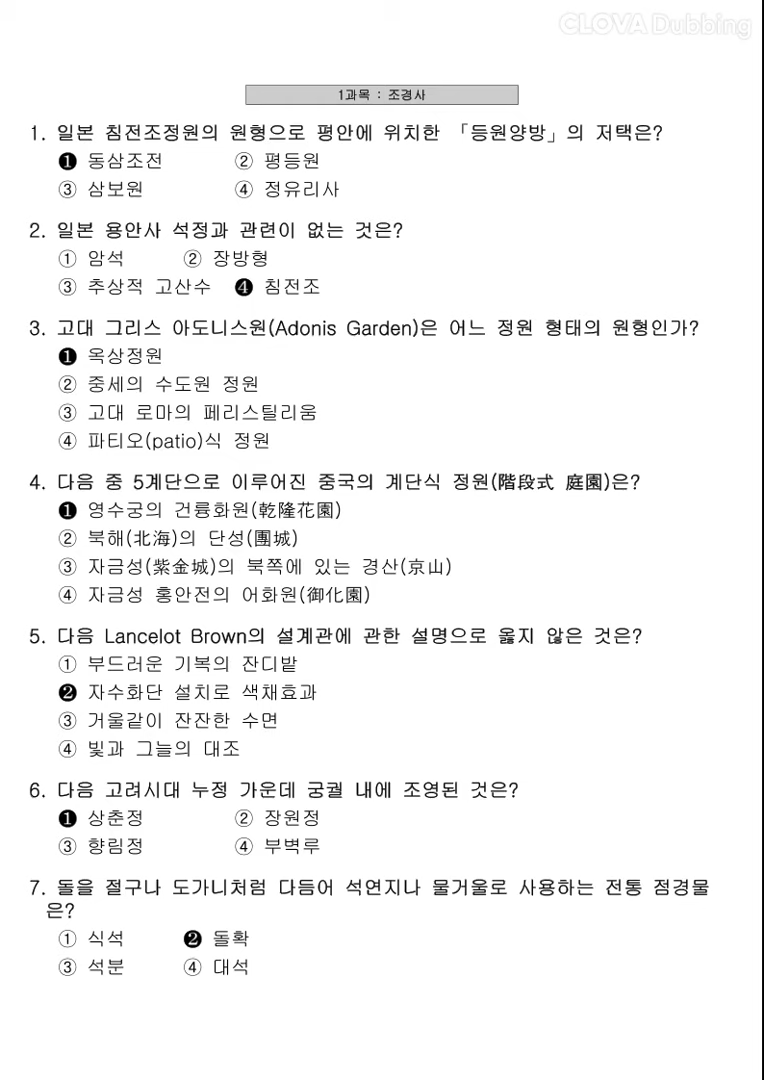 CLOVA Dubbing
1과목 : 조경사
1. 일본 침전조정원의 원형으로 평안에 위치한 「등원양방」의 저택은?
❶ 동삼조전 ② 평등원
③ 삼보원 ④ 정유리사
2. 일본 용안사 석정과 관련이 없는 것은?
① 암석 ② 장방형
③ 추상적 고산수 ❹ 침전조
3. 고대 그리스 아도니스원(Adonis Garden)은 어느 정원 형태의 원형인가?
❶ 옥상정원
② 중세의 수도원 정원
③ 고대 로마의 페리스틸리움
④ 파티오(patio)식 정원
4. 다음 중 5계단으로 이루어진 중국의 계단식 정원(階段式 庭園)은?
❶ 영수궁의 건륭화원(乾隆花園)
② 북해(北海)의 단성(團城)
③ 자금성(紫金城)의 북쪽에 있는 경산(京山)
④ 자금성 홍안전의 어화원(御化園)
5. 다음 Lancelot Brown의 설계관에 관한 설명으로 옳지 않은 것은?
① 부드러운 기복의 잔디밭
❷ 자수화단 설치로 색채효과
③ 거울같이 잔잔한 수면
④ 빛과 그늘의 대조
6. 다음 고려시대 누정 가운데 궁궐 내에 조영된 것은?
❶ 상춘정 ② 장원정
③ 향림정 ④ 부벽루
7. 돌을 절구나 도가니처럼 다듬어 석연지나 물거울로 사용하는 전통 점경물
은?
① 식석 ❷ 돌확
③ 석분 ④ 대석